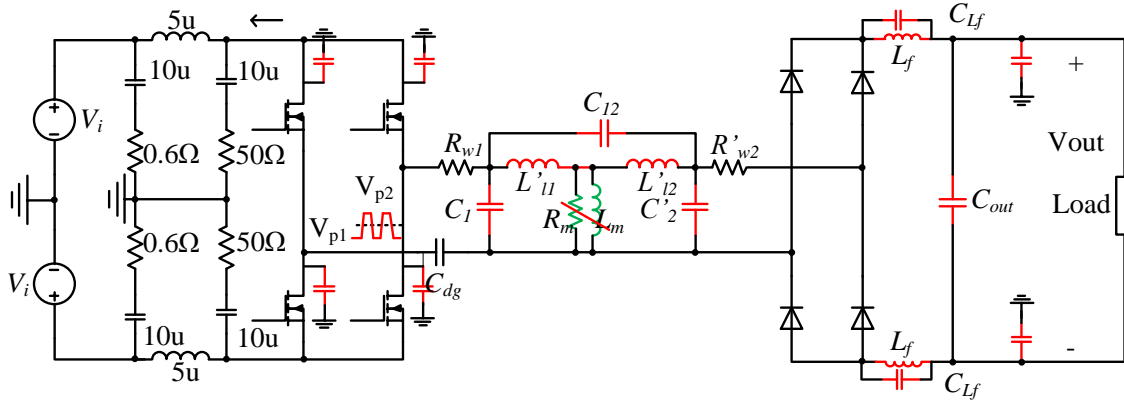 5u
10u
10u
V_i
0.6Ω
50Ω
0.6Ω
50Ω
V_i
10u
10u
5u
V_p2
V_p1
C_dg
R_w1
C_12
L'_l1
L'_l2
R'_w2
C_1
R_m
L_m
C'_2
C_Lf
L_f
+
Vout
C_out
Load
-
L_f
C_Lf